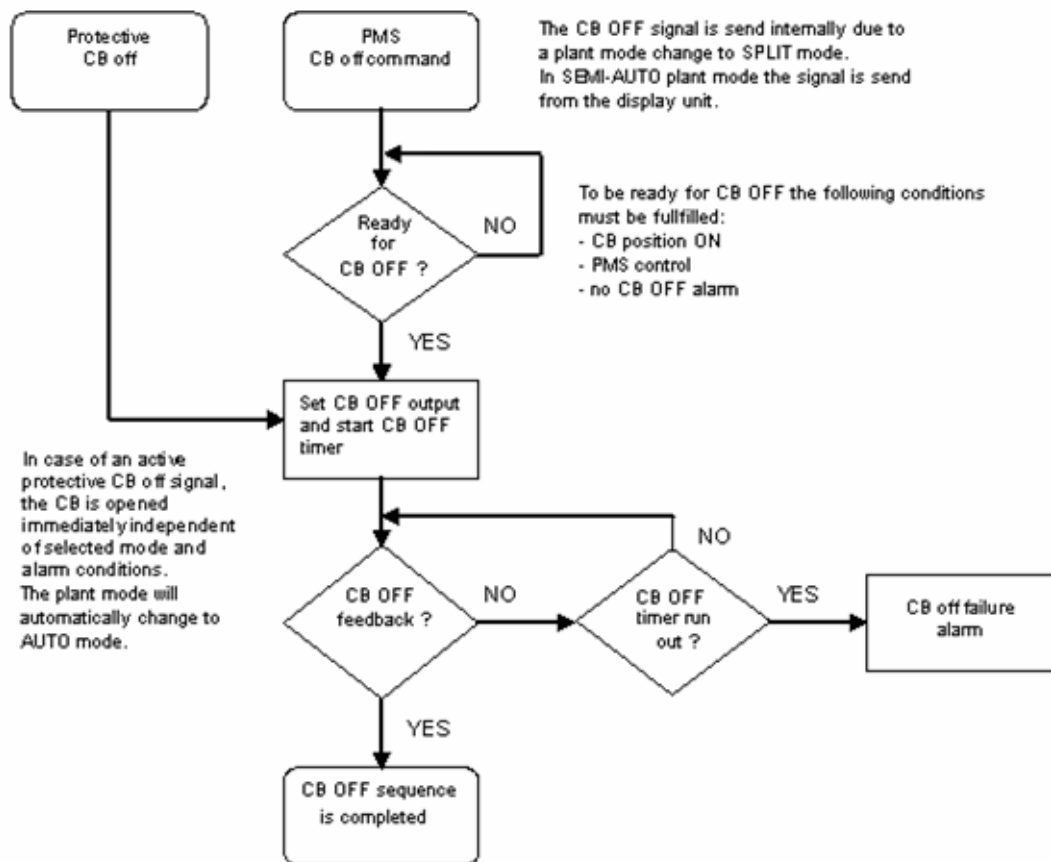 Protective
CB off
PMS
CB off command
The CB OFF signal is send internally due to
a plant mode change to SPLIT mode.
In SEMI-AUTO plant mode the signal is send
from the display unit.
Ready
for
CB OFF ?
NO
To be ready for CB OFF the following conditions
must be fullfilled:
- CB position ON
- PMS control
- no CB OFF alarm
YES
Set CB OFF output
and start CB OFF
timer
In case of an active
protective CB off signal,
the CB is opened
immediately independent
of selected mode and
alarm conditions.
The plant mode will
automatically change to
AUTO mode.
NO
CB OFF
feedback ?
NO
CB OFF
timer run
out ?
YES
CB off failure
alarm
YES
CB OFF sequence
is completed